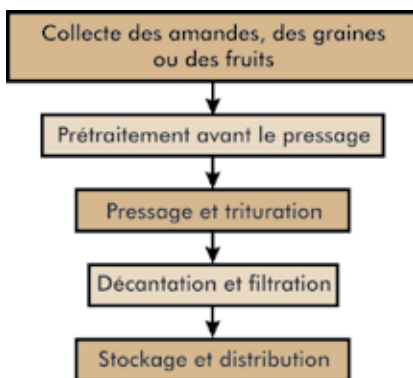 Collecte des amandes, des graines
ou des fruits
Prétraitement avant le pressage
Pressage et trituration
Décantation et filtration
Stockage et distribution